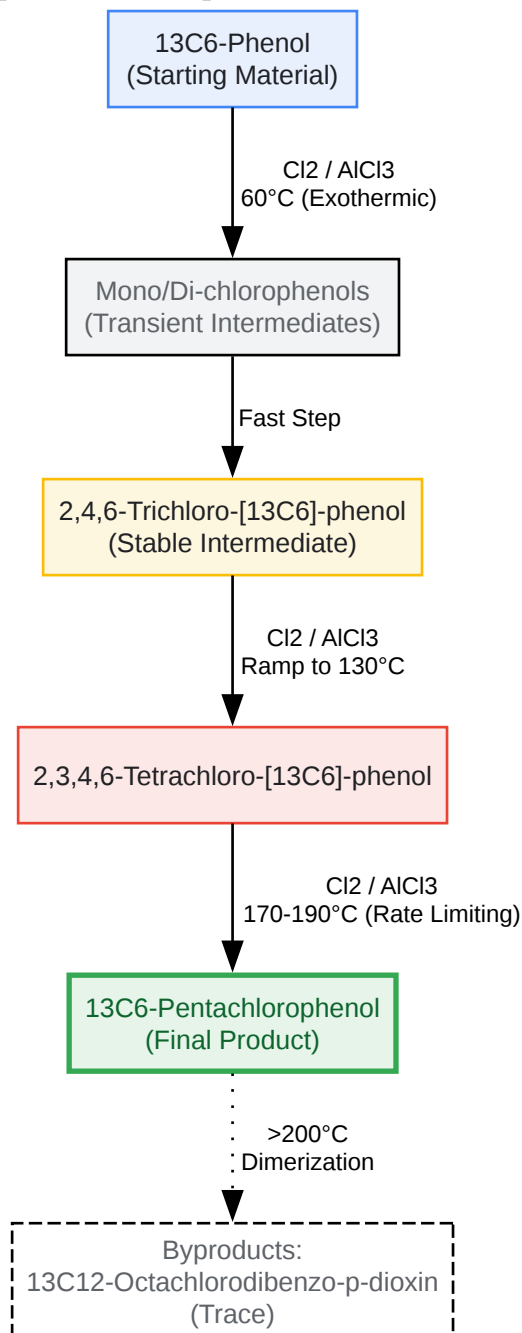 13C6-Phenol
(Starting Material)
Cl2 / AlCl3
60°C (Exothermic)
Mono/Di-chlorophenols
(Transient Intermediates)
Fast Step
2,4,6-Trichloro-[13C6]-phenol
(Stable Intermediate)
Cl2 / AlCl3
Ramp to 130°C
2,3,4,6-Tetrachloro-[13C6]-phenol
Cl2 / AlCl3
170-190°C (Rate Limiting)
13C6-Pentachlorophenol
(Final Product)
>200°C
Dimerization
Byproducts:
13C12-Octachlorodibenzo-p-dioxin
(Trace)